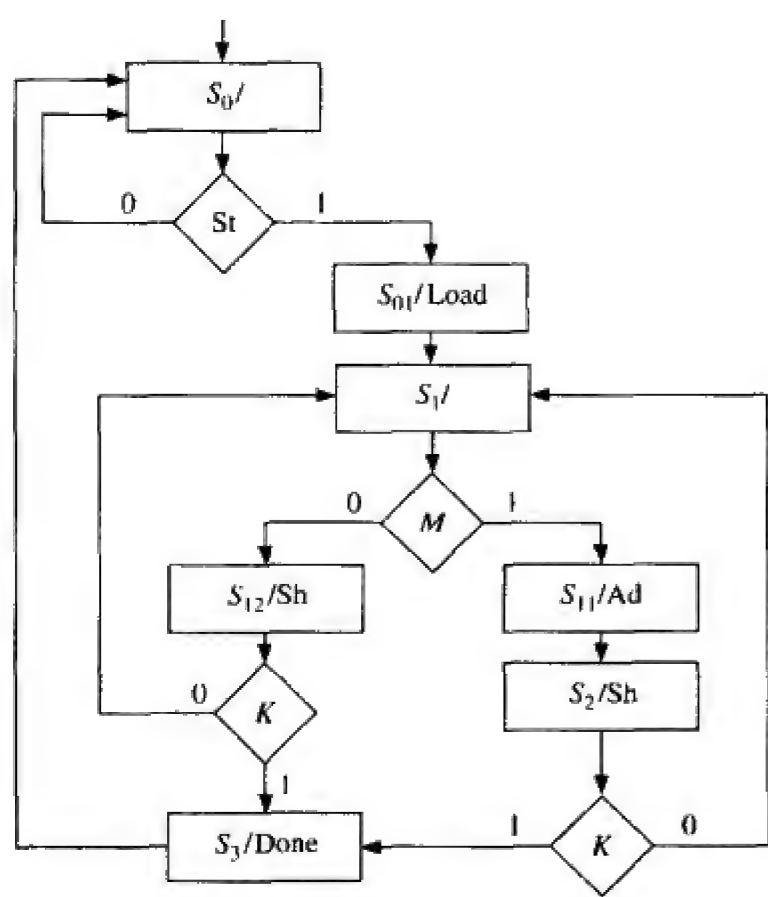 S₀/
0 St 1
S₀₁/Load
S₁/
0 M 1
S₁₂/Sh S₁₁/Ad
S₂/Sh
0 K
1
S₃/Done 1 K 0